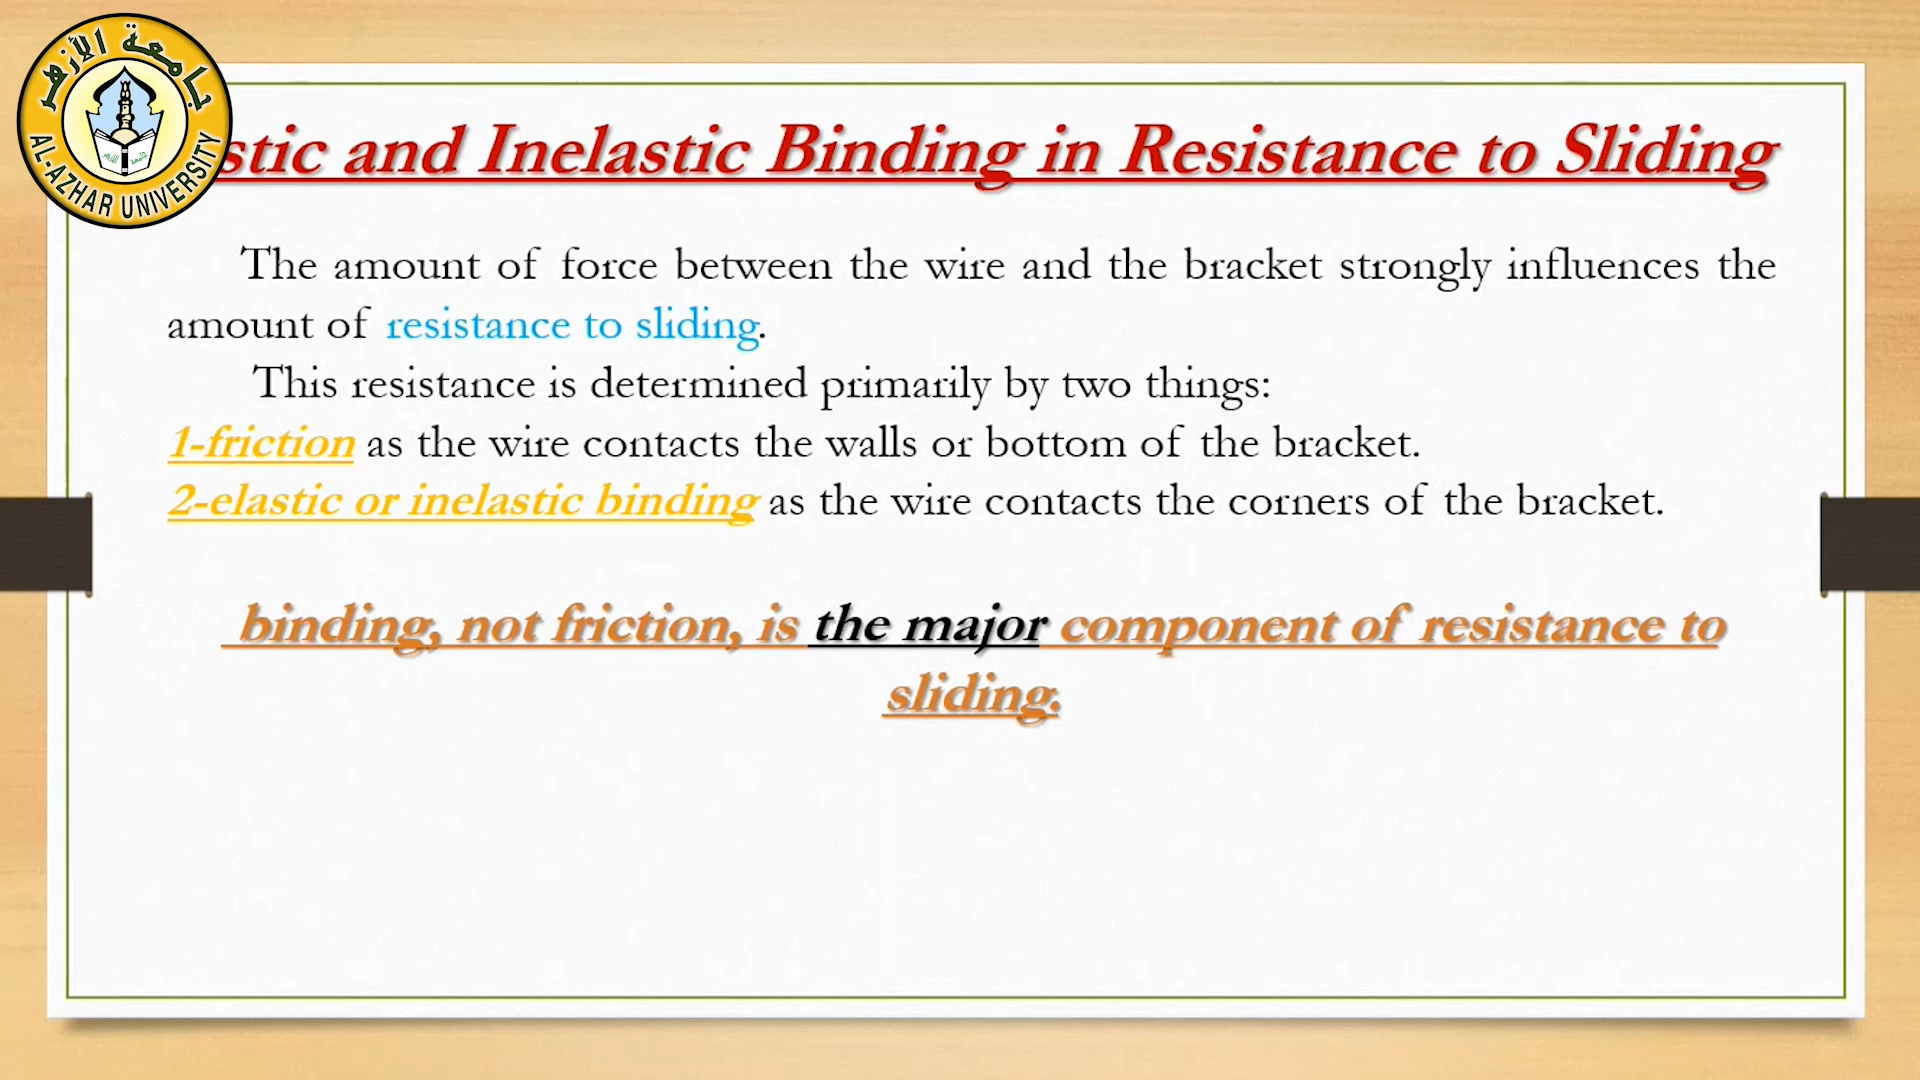 جامعة الأزهر
AL-AZHAR UNIVERSITY
stic and Inelastic Binding in Resistance to Sliding
The amount of force between the wire and the bracket strongly influences the
amount of resistance to sliding.
This resistance is determined primarily by two things:
1-friction as the wire contacts the walls or bottom of the bracket.
2-elastic or inelastic binding as the wire contacts the corners of the bracket.
binding, not friction, is the major component of resistance to
sliding.